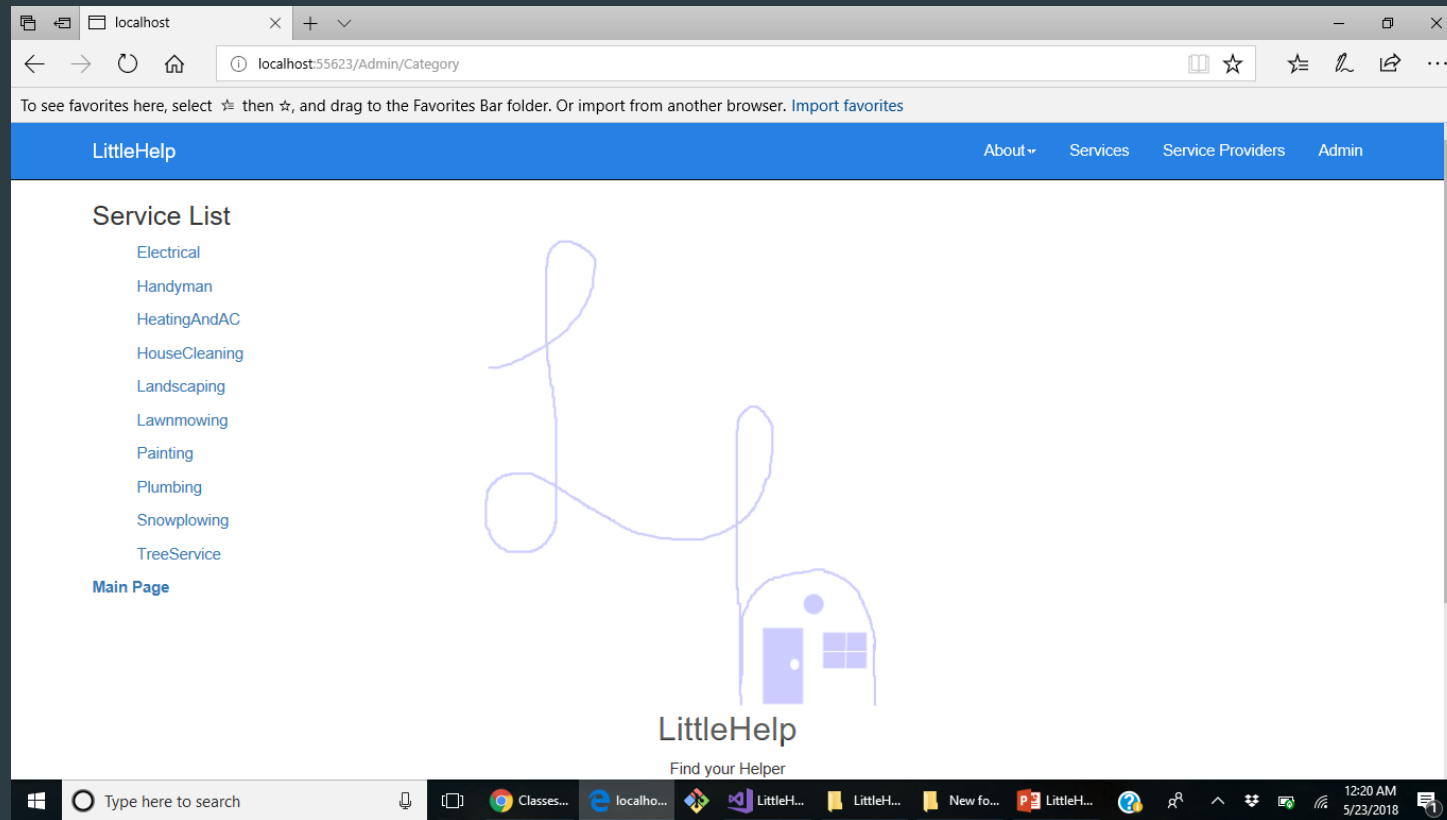 localhost
localhost:55623/Admin/Category
To see favorites here, select then, and drag to the Favorites Bar folder. Or import from another browser. Import favorites
LittleHelp About Services Service Providers Admin
Service List
Electrical
Handyman
HeatingAndAC
HouseCleaning
Landscaping
Lawnmowing
Painting
Plumbing
Snowplowing
TreeService
Main Page
LittleHelp
Find your Helper
Type here to search Classes... localho... LittleH... LittleH... New fo... LittleH... 12:20 AM
5/23/2018